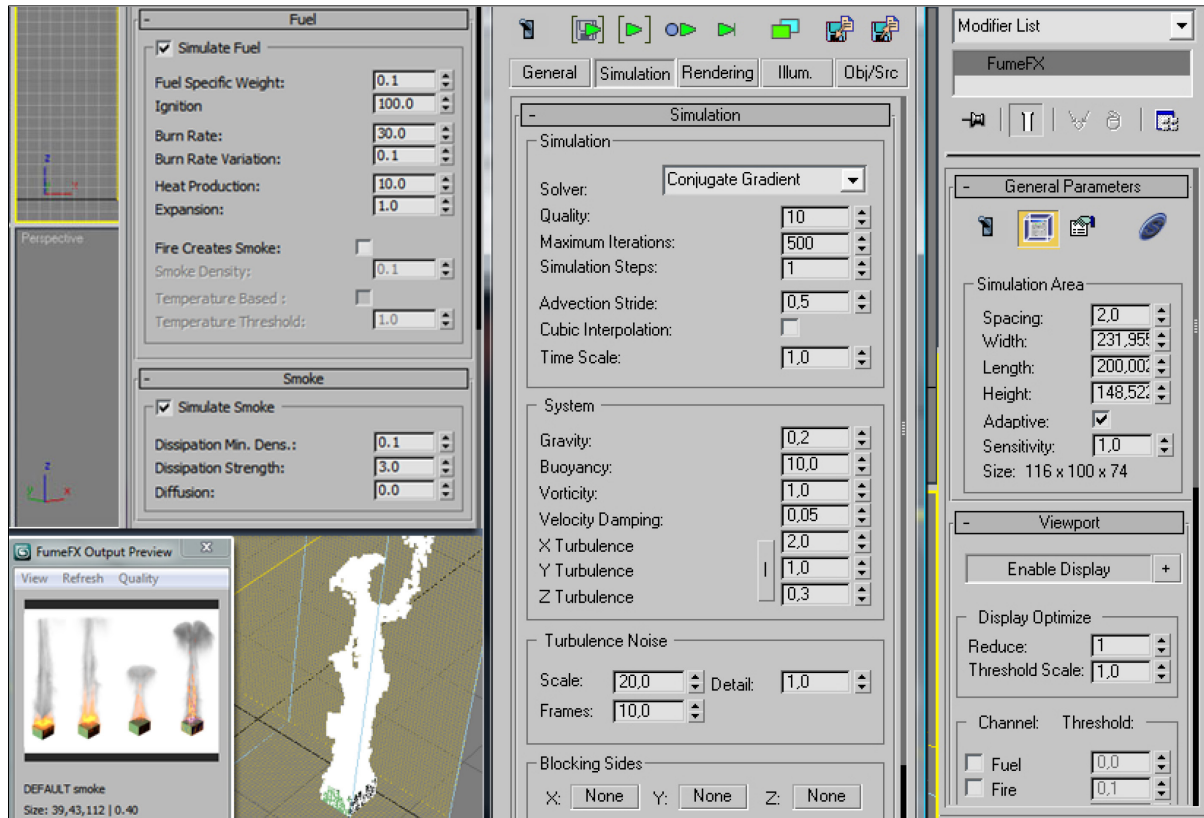 Fuel
Simulate Fuel
Fuel Specific Weight: 0.1
Ignition 100.0
Burn Rate: 30.0
Burn Rate Variation: 0.1
Heat Production: 10.0
Expansion: 1.0
Fire Creates Smoke:
Smoke Density: 0.1
Temperature Based :
Temperature Threshold: 1.0
Smoke
Simulate Smoke
Dissipation Min. Dens.: 0.1
Dissipation Strength: 3.0
Diffusion: 0.0
z
Perspective
z
y x
FumeFX Output Preview
View Refresh Quality
DEFAULT smoke
Size: 39,43,112 | 0.40
General Simulation Rendering Illum. Obj/Src
- Simulation
Simulation
Solver: Conjugate Gradient
Quality: 10
Maximum Iterations: 500
Simulation Steps: 1
Advection Stride: 0,5
Cubic Interpolation:
Time Scale: 1,0
System
Gravity: 0,2
Buoyancy: 10,0
Vorticity: 1,0
Velocity Damping: 0,05
X Turbulence 2,0
Y Turbulence 1,0
Z Turbulence 0,3
Turbulence Noise
Scale: 20,0 Detail: 1,0
Frames: 10,0
Blocking Sides
X: None Y: None Z: None
Modifier List
FumeFX
- General Parameters
Simulation Area
Spacing: 2,0
Width: 231,955
Length: 200,002
Height: 148,522
Adaptive:
Sensitivity: 1,0
Size: 116 x 100 x 74
- Viewport
Enable Display +
Display Optimize
Reduce: 1
Threshold Scale: 1,0
Channel: Threshold:
Fuel 0,0
Fire 0,1